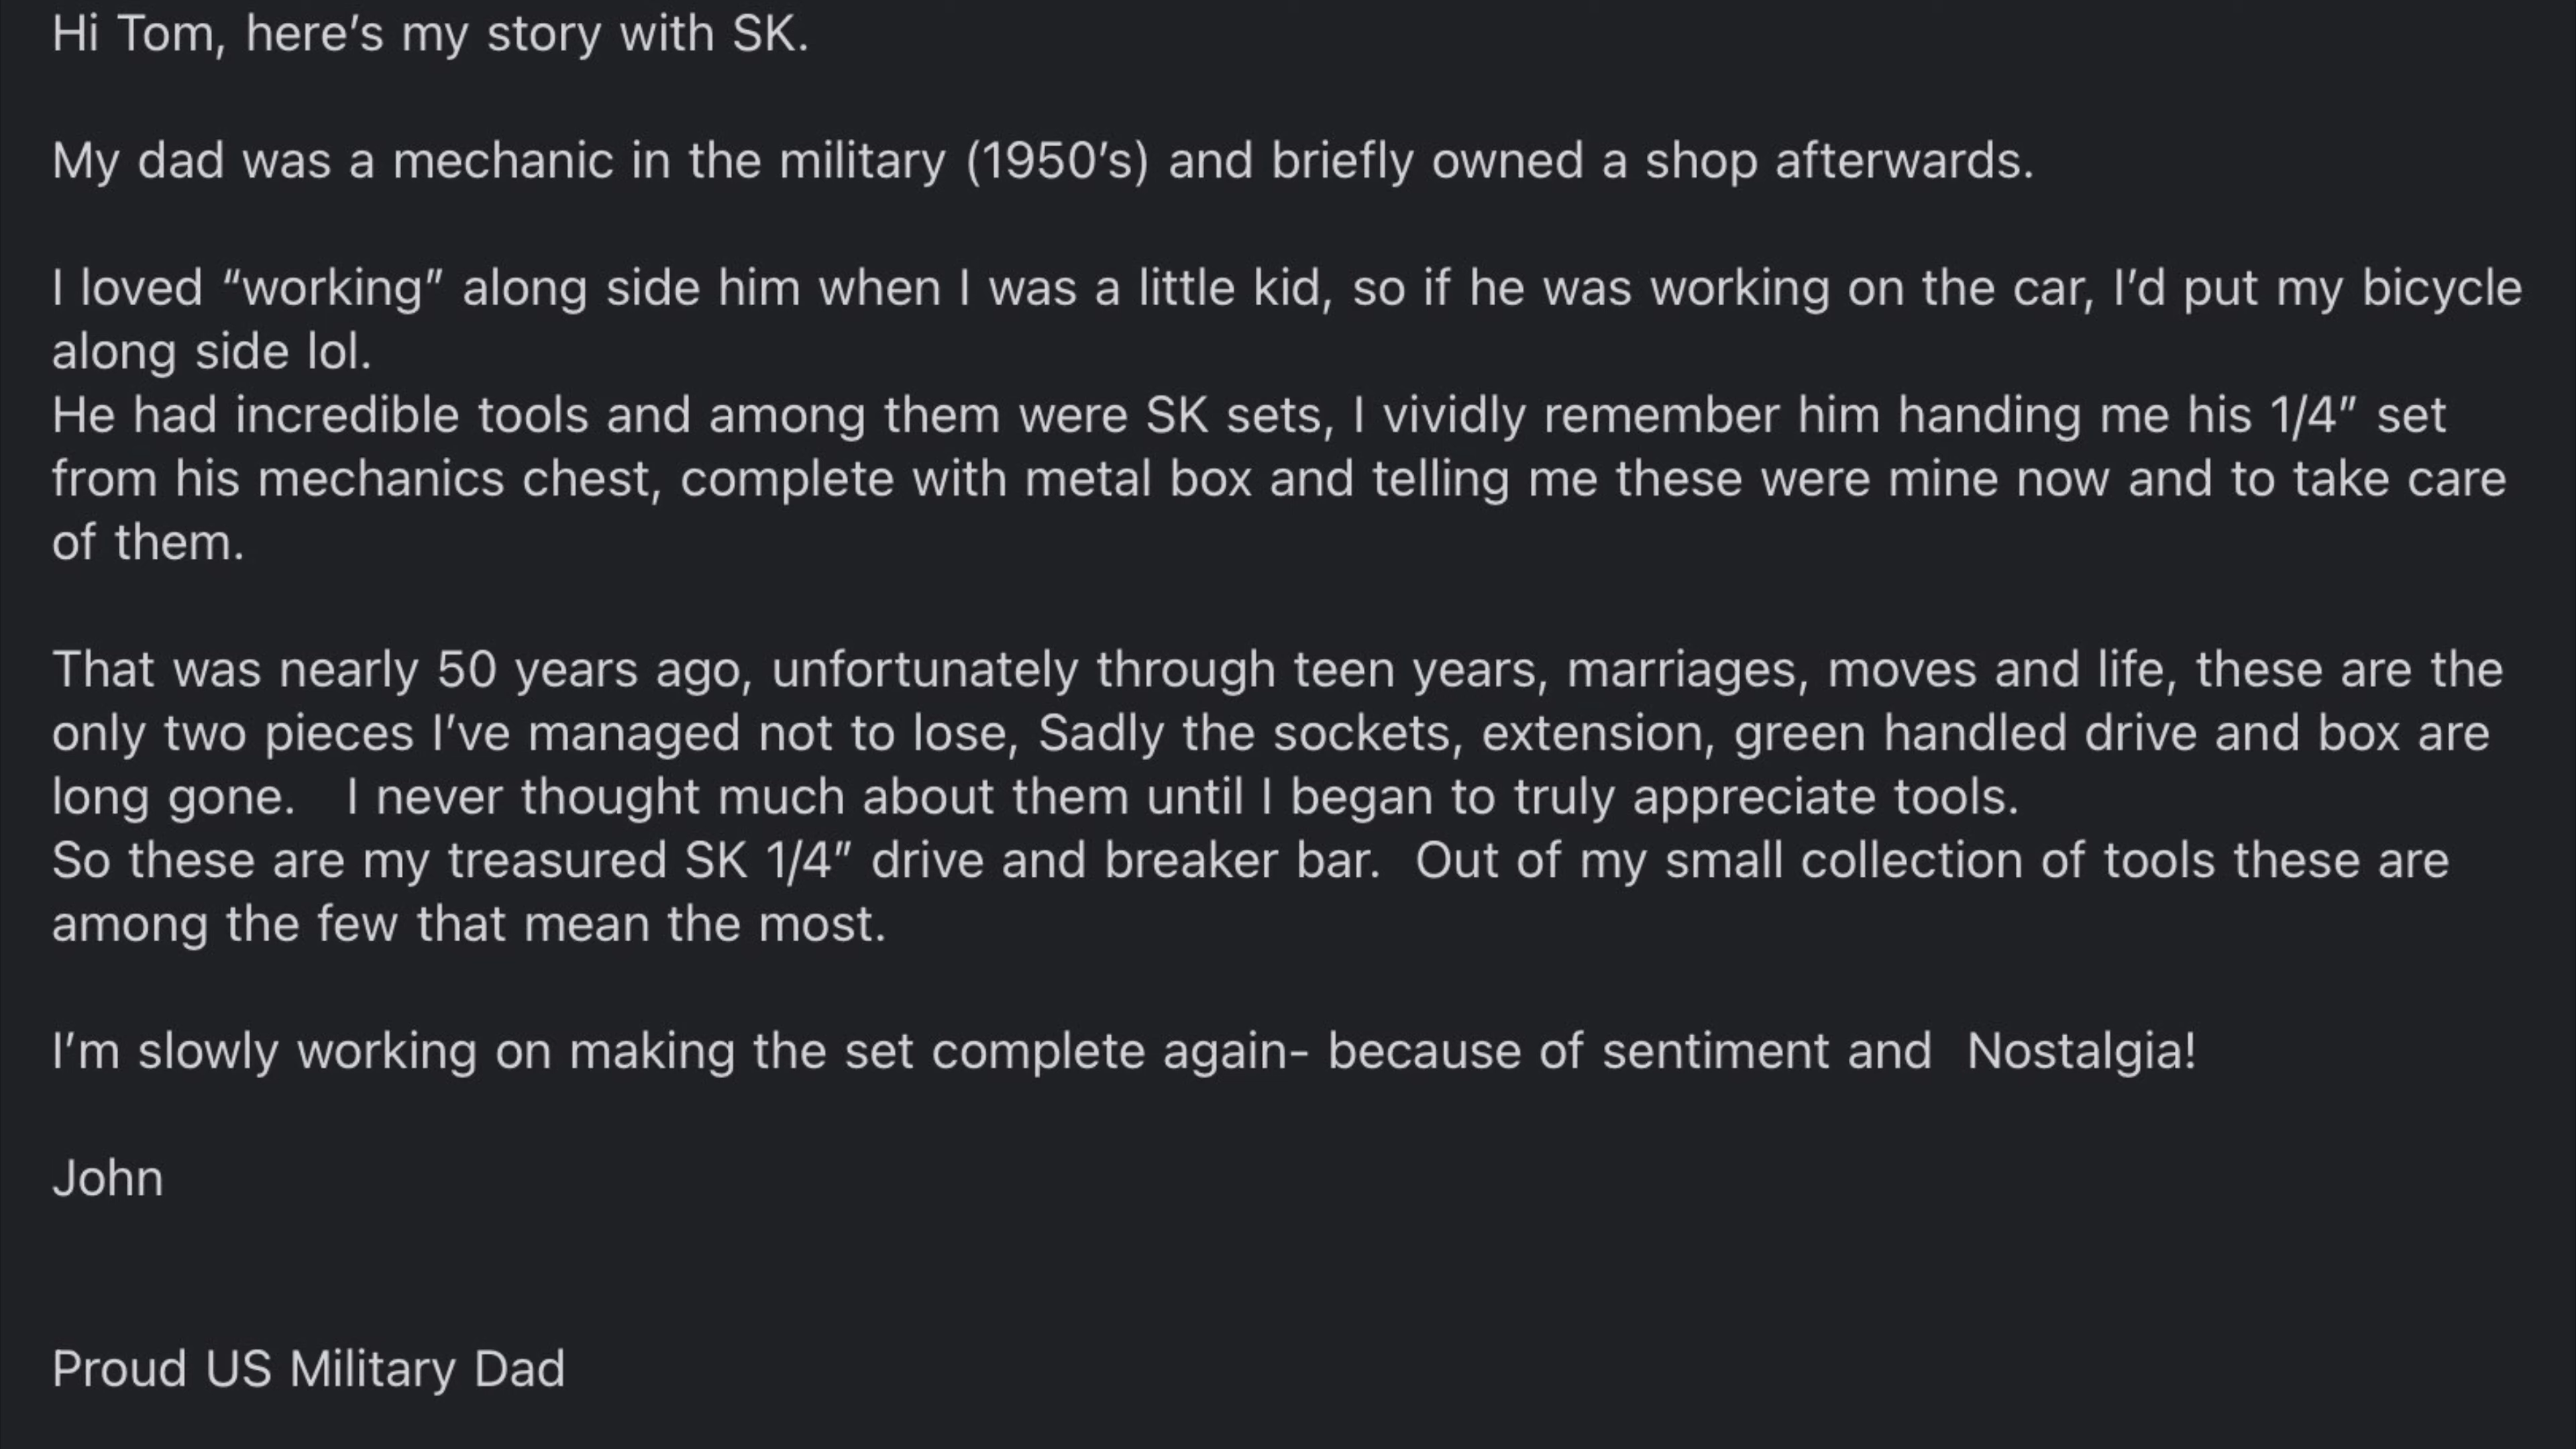 Hi Tom, here’s my story with SK.
My dad was a mechanic in the military (1950’s) and briefly owned a shop afterwards.
I loved “working” along side him when I was a little kid, so if he was working on the car, I’d put my bicycle
along side lol.
He had incredible tools and among them were SK sets, I vividly remember him handing me his 1/4” set
from his mechanics chest, complete with metal box and telling me these were mine now and to take care
of them.
That was nearly 50 years ago, unfortunately through teen years, marriages, moves and life, these are the
only two pieces I’ve managed not to lose, Sadly the sockets, extension, green handled drive and box are
long gone.   I never thought much about them until I began to truly appreciate tools.
So these are my treasured SK 1/4” drive and breaker bar.  Out of my small collection of tools these are
among the few that mean the most.
I’m slowly working on making the set complete again- because of sentiment and  Nostalgia!
John
Proud US Military Dad